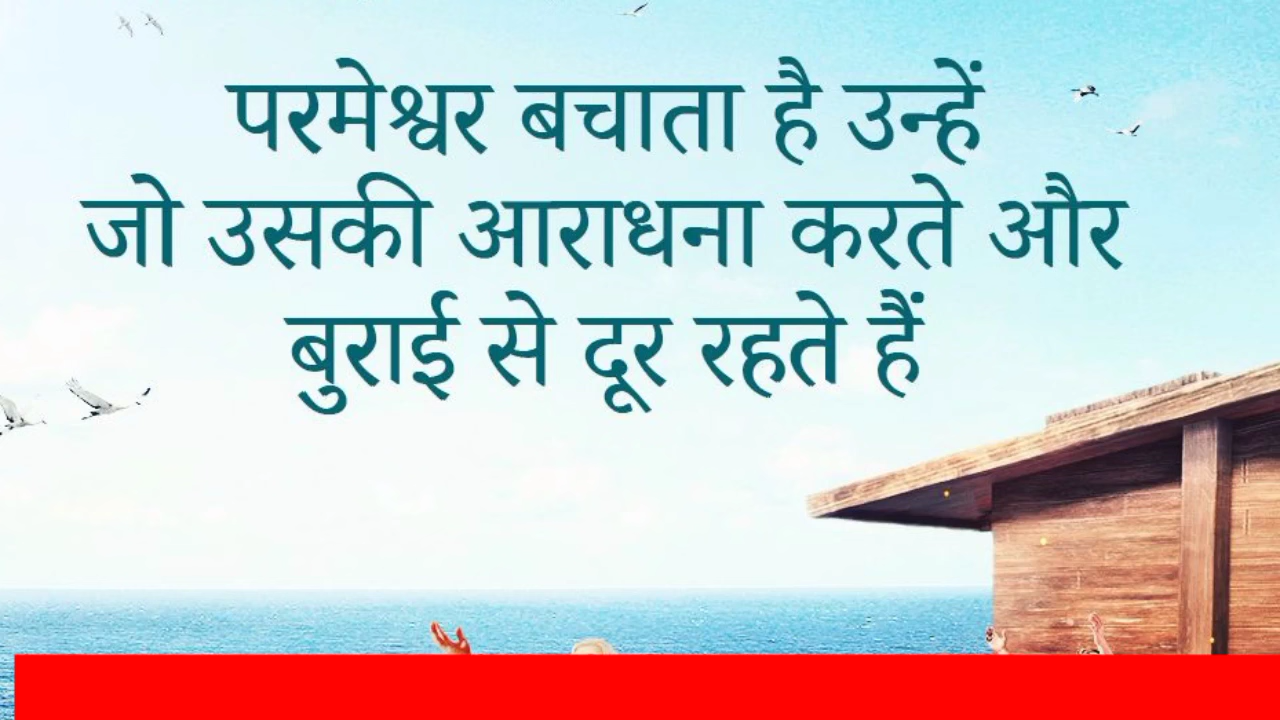 परमेश्वर बचाता है उन्हें
जो उसकी आराधना करते और
बुराई से दूर रहते हैं